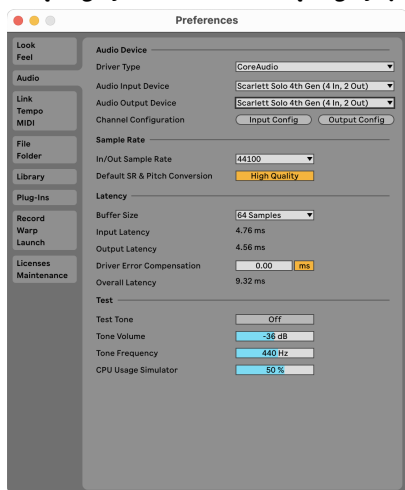 Preferences
Look
Feel
Audio
Link
Tempo
MIDI
File
Folder
Library
Plug-Ins
Record
Warp
Launch
Licenses
Maintenance
Audio Device
Driver Type CoreAudio
Audio Input Device Scarlett Solo 4th Gen (4 In, 2 Out)
Audio Output Device Scarlett Solo 4th Gen (4 In, 2 Out)
Channel Configuration Input Config Output Config
Sample Rate
In/Out Sample Rate 44100
Default SR & Pitch Conversion High Quality
Latency
Buffer Size 64 Samples
Input Latency 4.76 ms
Output Latency 4.56 ms
Driver Error Compensation 0.00 ms
Overall Latency 9.32 ms
Test
Test Tone Off
Tone Volume -36 dB
Tone Frequency 440 Hz
CPU Usage Simulator 50 %